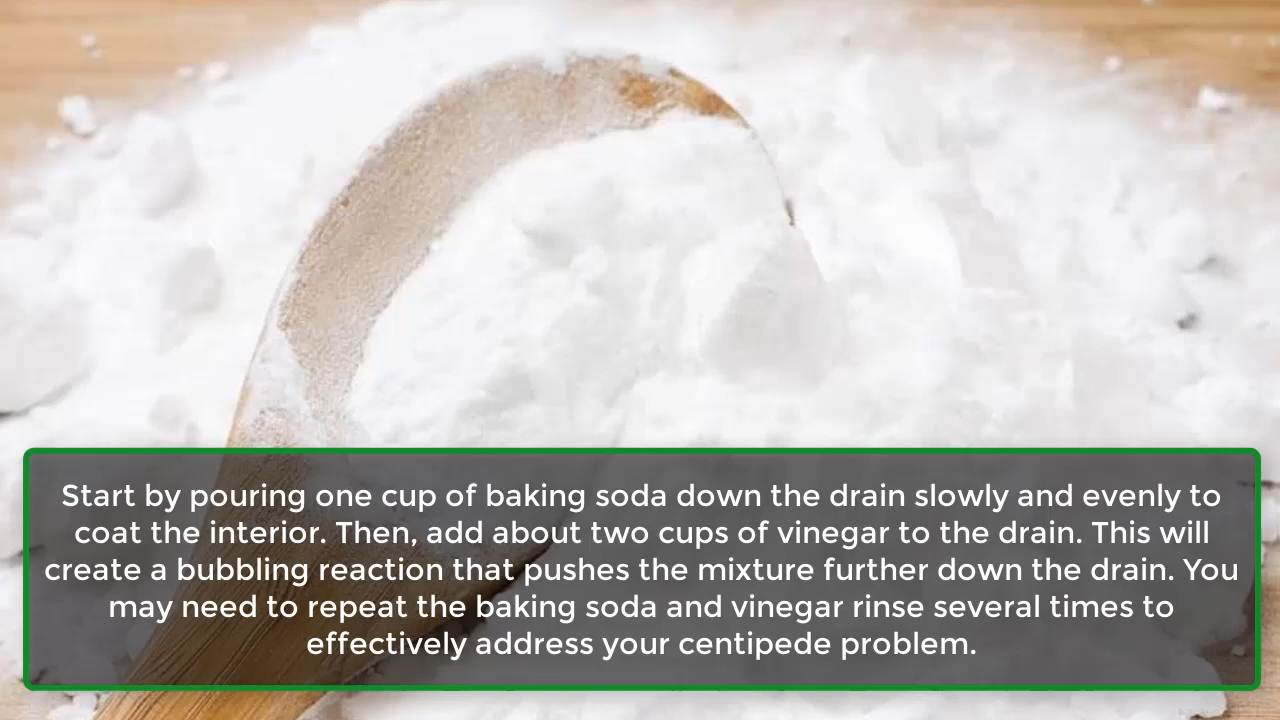 Start by pouring one cup of baking soda down the drain slowly and evenly to
coat the interior. Then, add about two cups of vinegar to the drain. This will
create a bubbling reaction that pushes the mixture further down the drain. You
may need to repeat the baking soda and vinegar rinse several times to
effectively address your centipede problem.